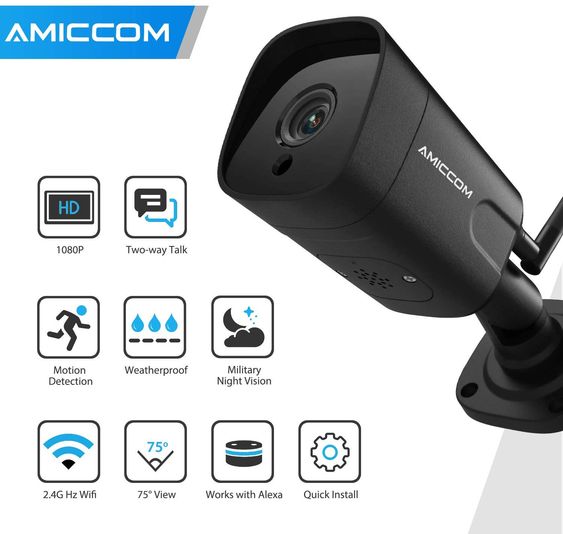 AMICCOM
AMICCOM
HD
1080P
Two-way Talk
Motion
Detection
Weatherproof
Military
Night Vision
75°
2.4G Hz Wifi
75° View
Works with Alexa
Quick Install